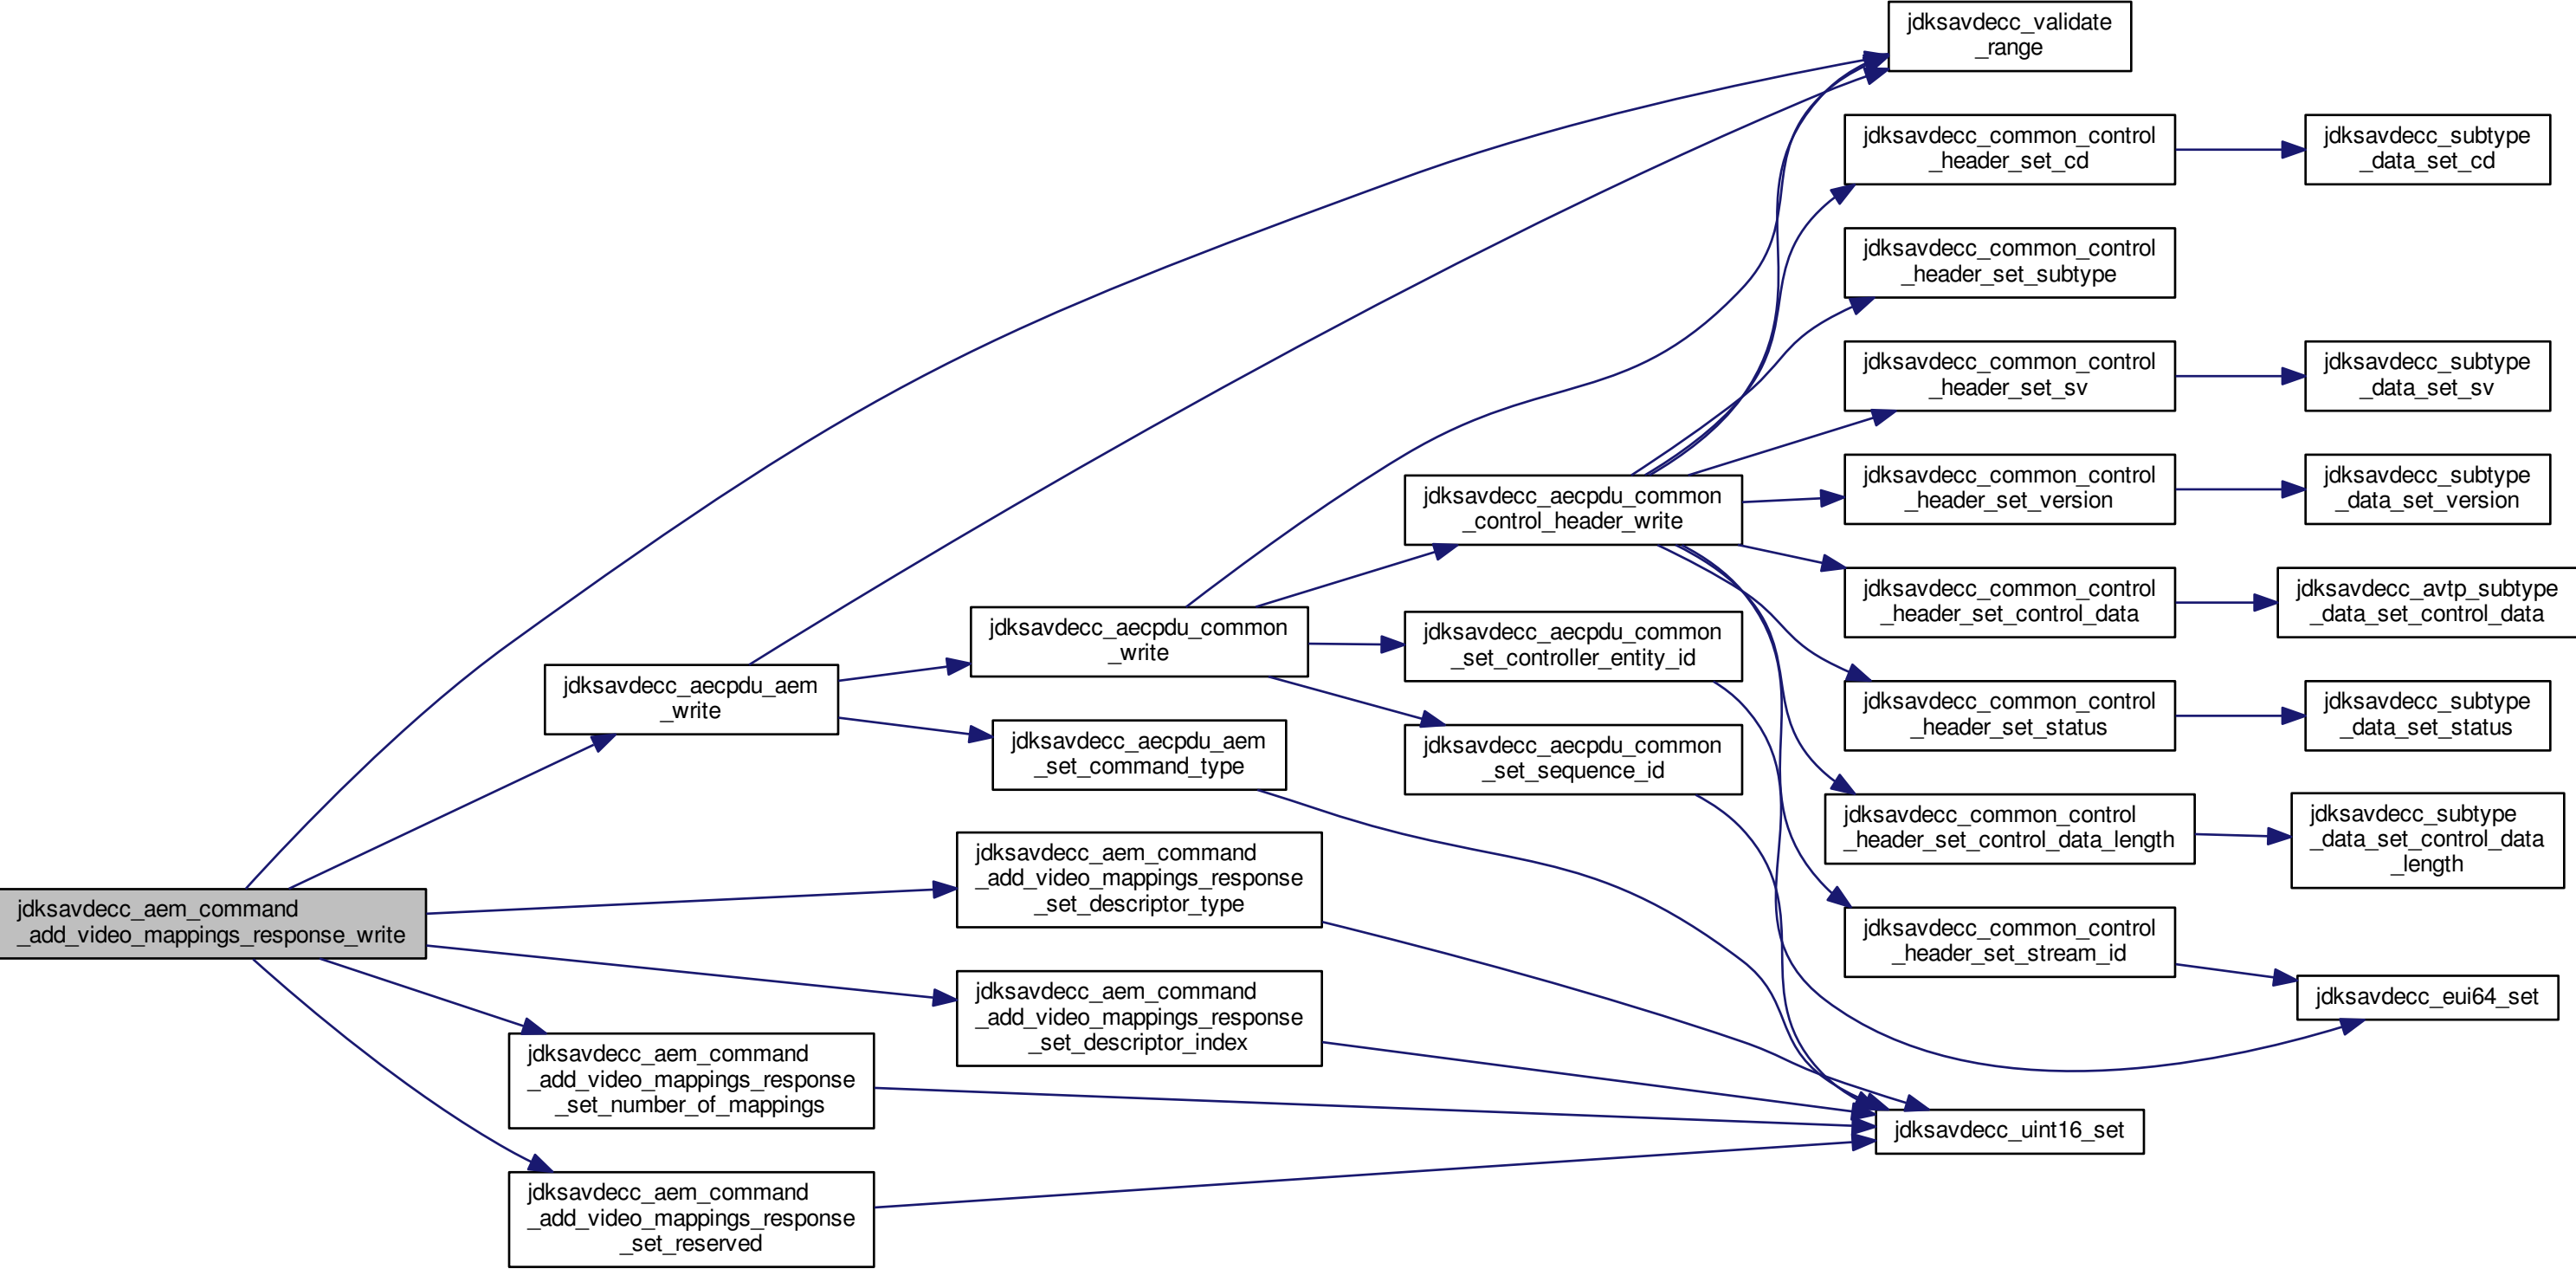 jdksavdecc_aem_command
_add_video_mappings_response_write
jdksavdecc_aecpdu_aem
_write
jdksavdecc_aem_command
_add_video_mappings_response
_set_number_of_mappings
jdksavdecc_aem_command
_add_video_mappings_response
_set_reserved
jdksavdecc_aecpdu_common
_write
jdksavdecc_aecpdu_aem
_set_command_type
jdksavdecc_aem_command
_add_video_mappings_response
_set_descriptor_type
jdksavdecc_aem_command
_add_video_mappings_response
_set_descriptor_index
jdksavdecc_aecpdu_common
_control_header_write
jdksavdecc_aecpdu_common
_set_controller_entity_id
jdksavdecc_aecpdu_common
_set_sequence_id
jdksavdecc_validate
_range
jdksavdecc_common_control
_header_set_cd
jdksavdecc_common_control
_header_set_subtype
jdksavdecc_common_control
_header_set_sv
jdksavdecc_common_control
_header_set_version
jdksavdecc_common_control
_header_set_control_data
jdksavdecc_common_control
_header_set_status
jdksavdecc_common_control
_header_set_control_data_length
jdksavdecc_common_control
_header_set_stream_id
jdksavdecc_uint16_set
jdksavdecc_subtype
_data_set_cd
jdksavdecc_subtype
_data_set_sv
jdksavdecc_subtype
_data_set_version
jdksavdecc_avtp_subtype
_data_set_control_data
jdksavdecc_subtype
_data_set_status
jdksavdecc_subtype
_data_set_control_data
_length
jdksavdecc_eui64_set